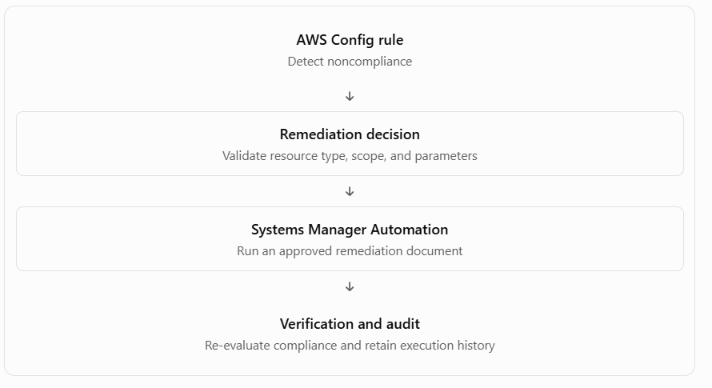 AWS Config rule
Detect noncompliance
↓
Remediation decision
Validate resource type, scope, and parameters
↓
Systems Manager Automation
Run an approved remediation document
↓
Verification and audit
Re-evaluate compliance and retain execution history